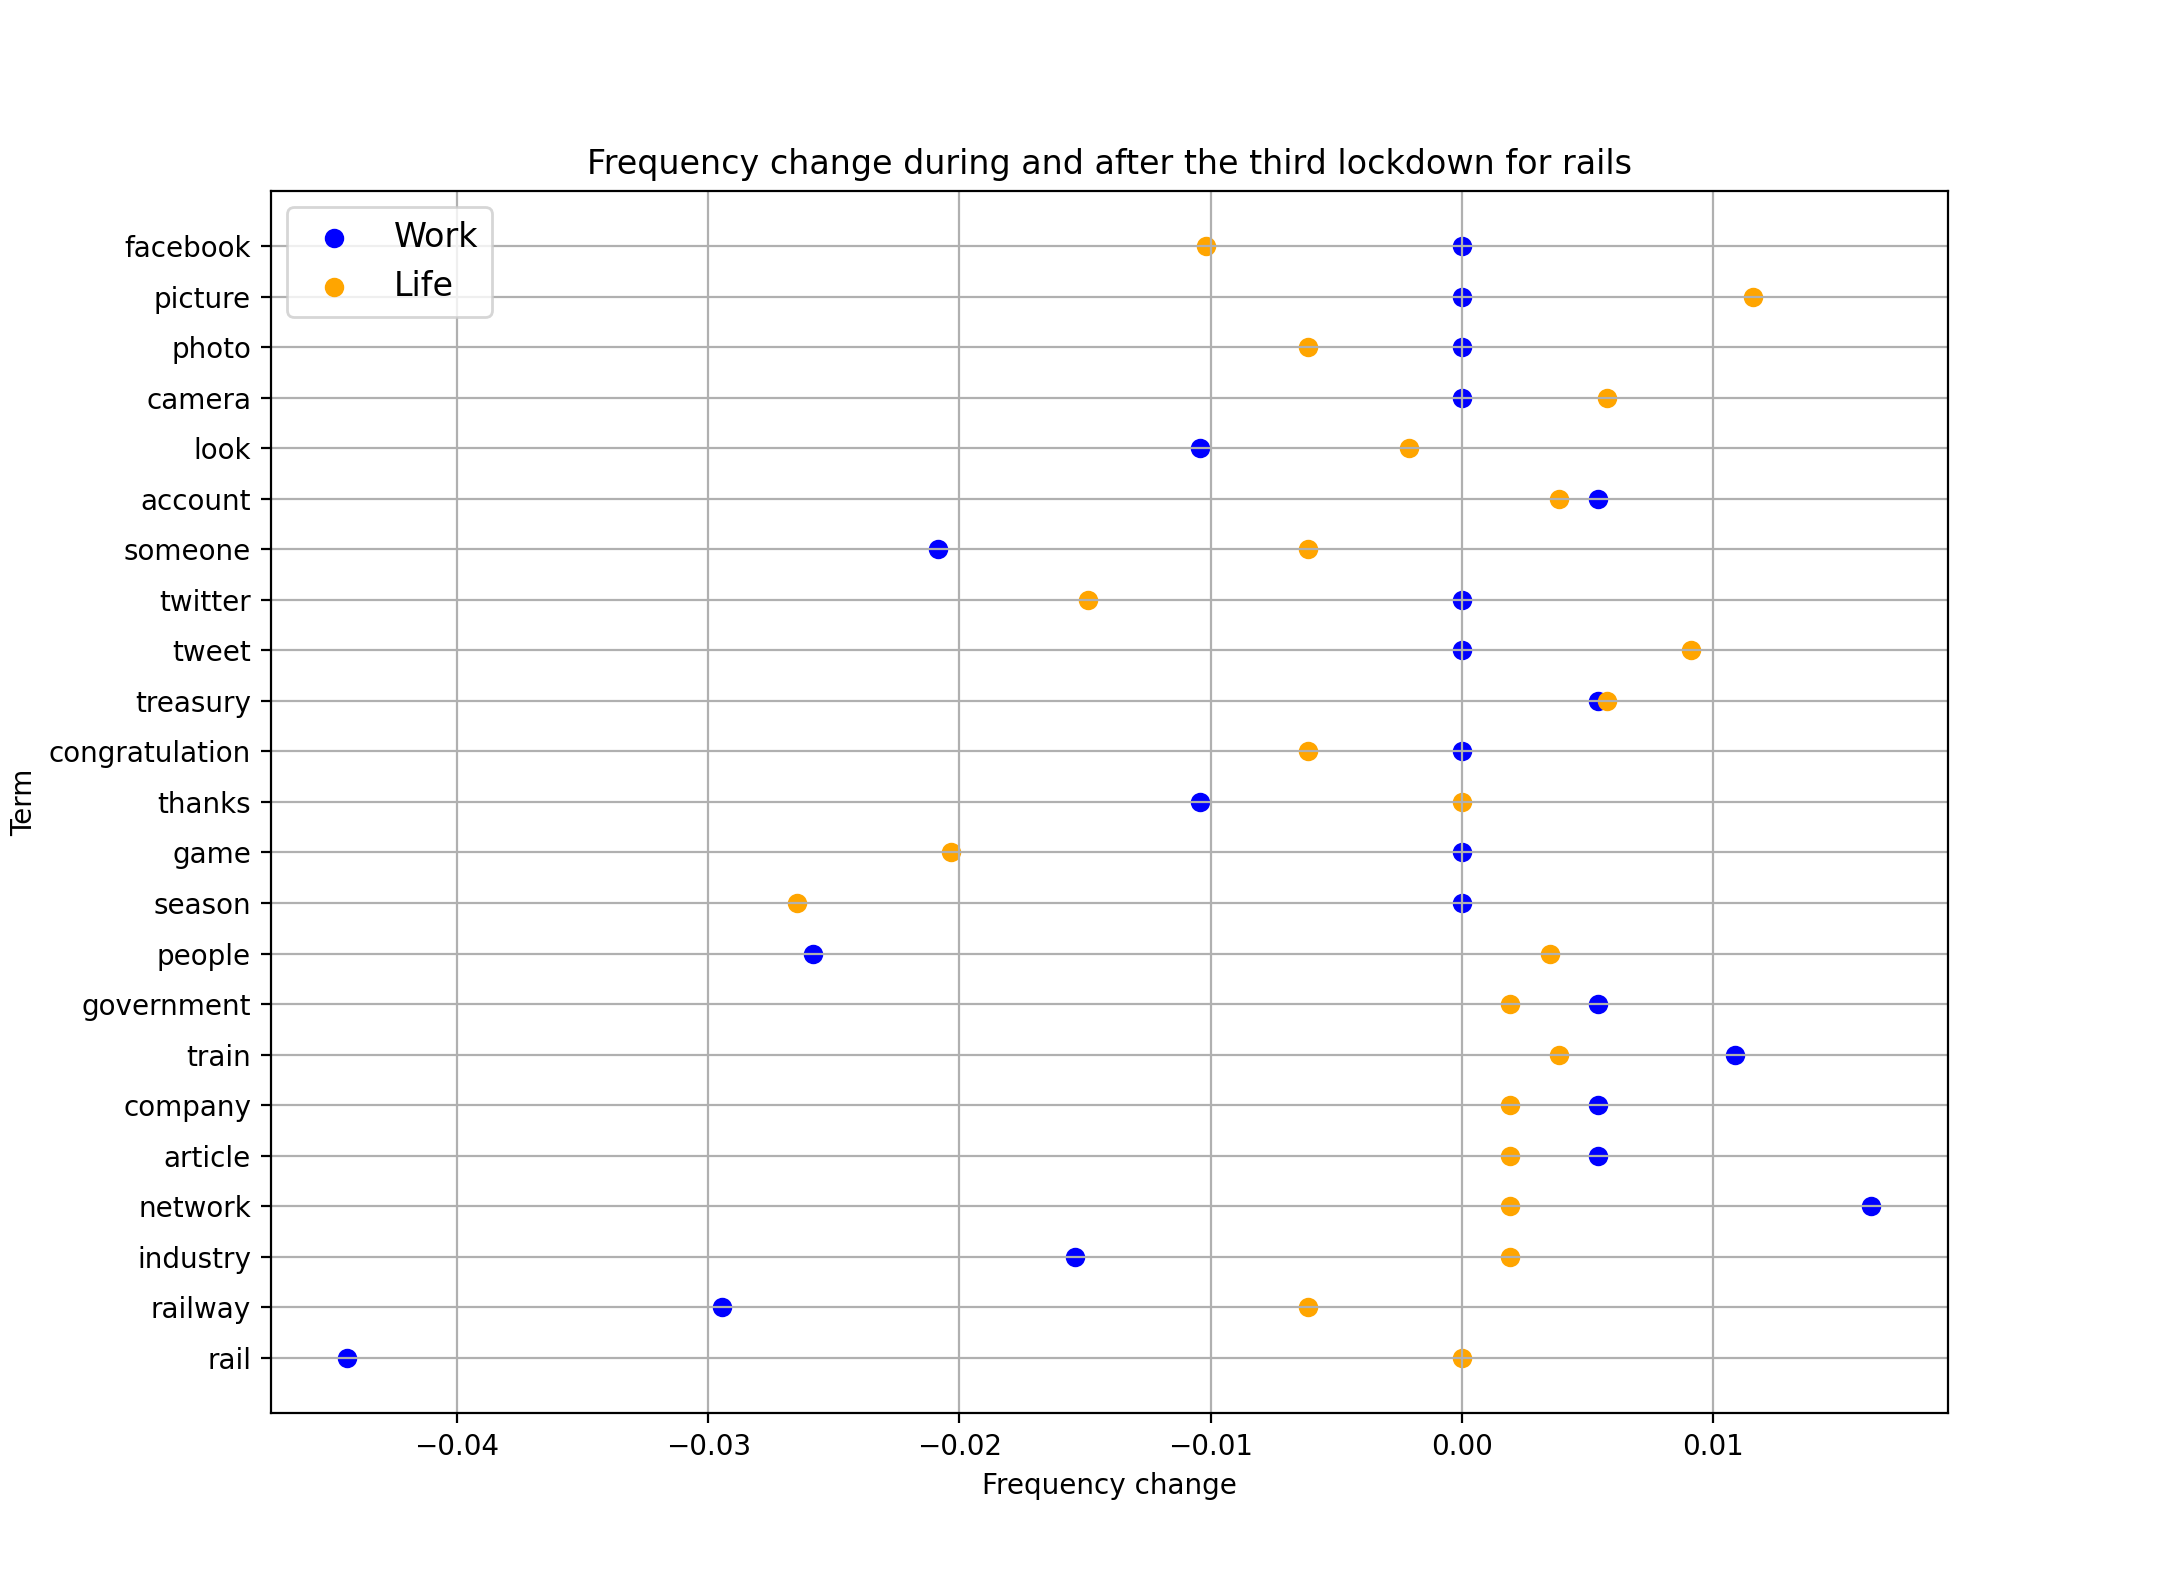 Frequency change during and after the third lockdown for rails
Work
Life
facebook
picture
photo
camera
look
account
someone
twitter
tweet
treasury
congratulation
thanks
game
season
people
government
train
company
article
network
industry
railway
rail
Term
−0.04 −0.03 −0.02 −0.01 0.00 0.01
Frequency change